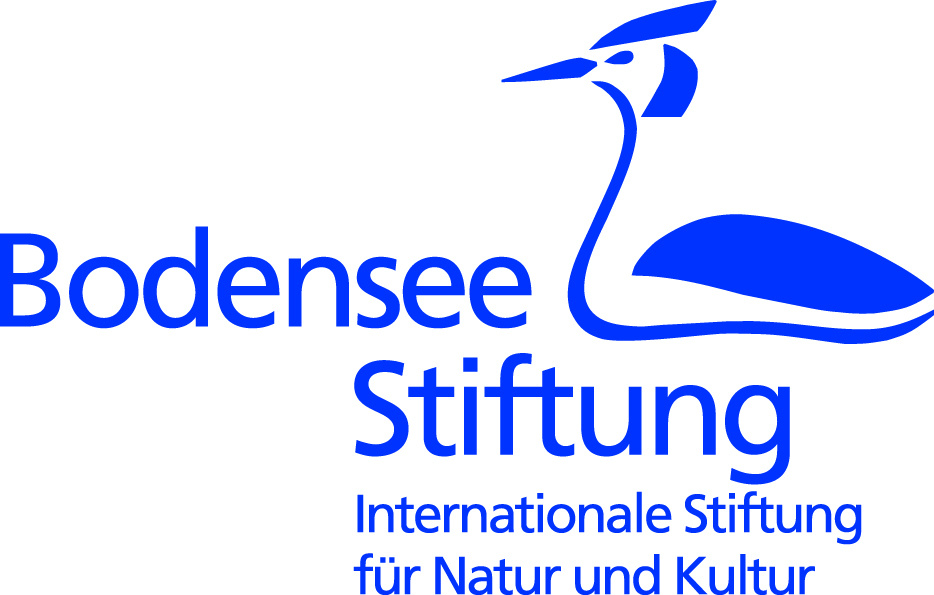 Bodensee
Stiftung
Internationale Stiftung
für Natur und Kultur